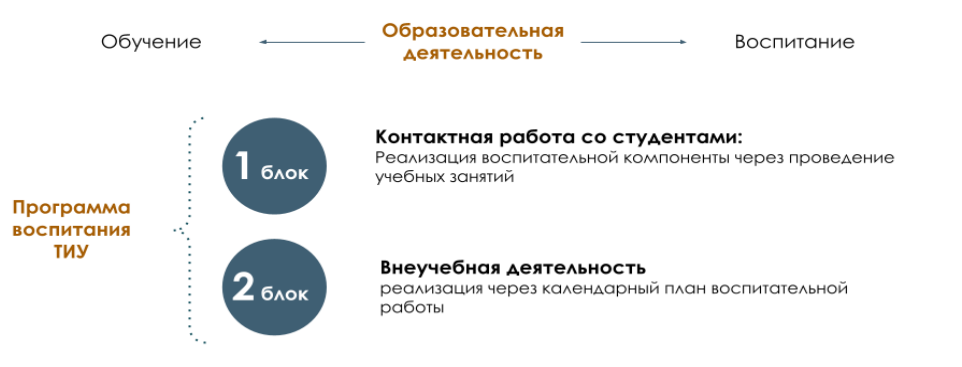 Обучение
Образовательная
деятельность
Воспитание
Программа
воспитания
ТИУ
1 блок
Контактная работа со студентами:
Реализация воспитательной компоненты через проведение
учебных занятий
2 блок
Внеучебная деятельность
реализация через календарный план воспитательной
работы